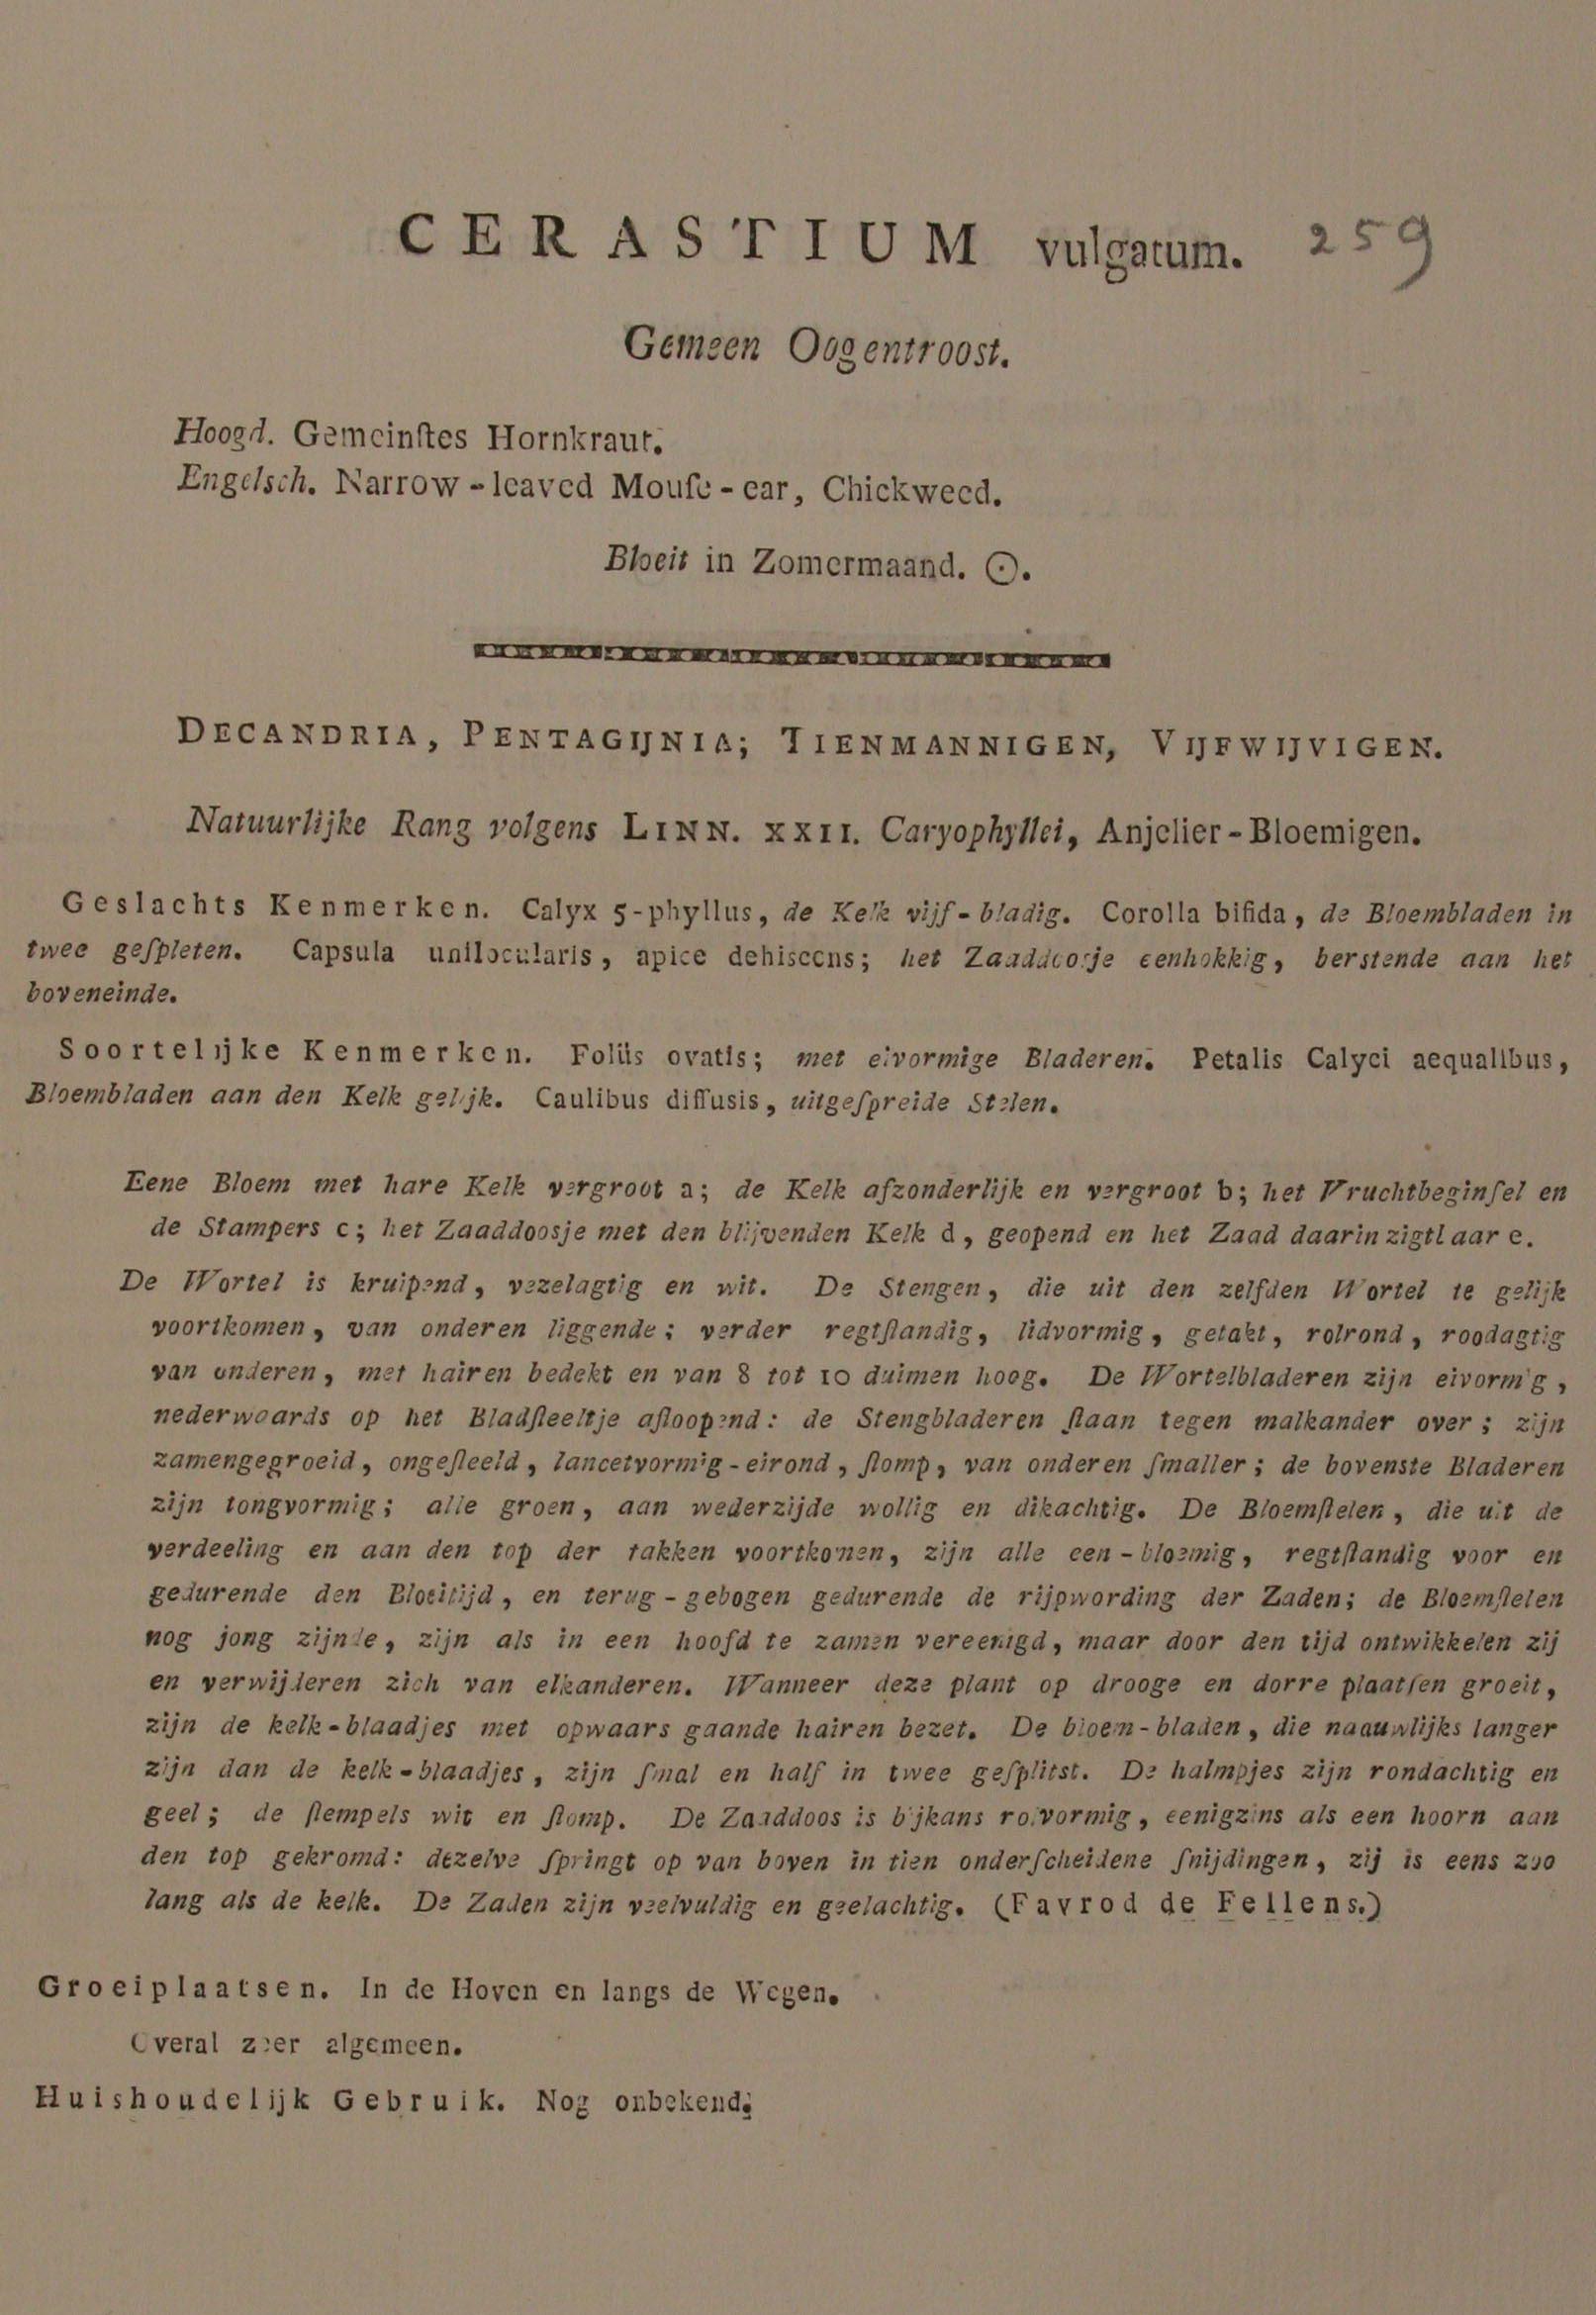 CERASTIUM vulgatum. 259
Gemeen Oogentroost.
Hoogd. Gemeinſtes Hornkraut.
Engelsch. Narrow-leaved Mouſe-ear, Chickweed.
Bloeit in Zomermaand. ☉.
DECANDRIA, PENTAGIJNIA; TIENMANNIGEN, VIJFWIJVIGEN.
Natuurlijke Rang volgens LINN. XXII. Caryophyllei, Anjelier-Bloemigen.
Geslachts Kenmerken. Calyx 5-phyllus, de Kelk vijf-bladig. Corolla bifida, de Bloembladen in
twee geſpleten. Capsula unilocularis, apice dehiscens; het Zaaddoosje eenhokkig, berstende aan het
boveneinde.
Soortelijke Kenmerken. Foliis ovatis; met eivormige Bladeren. Petalis Calyci aequalibus,
Bloembladen aan den Kelk gelijk. Caulibus diffusis, uitgeſpreide Stelen.
Eene Bloem met hare Kelk vergroot a; de Kelk afzonderlijk en vergroot b; het Vruchtbeginſel en
de Stampers c; het Zaaddoosje met den blijvenden Kelk d, geopend en het Zaad daarin zigtbaar e.
De Wortel is kruipend, vezelagtig en wit. De Stengen, die uit den zelfden Wortel te gelijk
voortkomen, van onderen liggende; verder regtſtandig, lidvormig, getakt, rolrond, roodagtig
van onderen, met hairen bedekt en van 8 tot 10 duimen hoog. De Wortelbladeren zijn eivormig,
nederwaards op het Bladſteeltje afloopend: de Stengbladeren ſtaan tegen malkander over; zijn
zamengegroeid, ongeſteeld, lancetvormig-eirond, ſtomp, van onderen ſmaller; de bovenste Bladeren
zijn tongvormig; alle groen, aan wederzijde wollig en dikachtig. De Bloemſtelen, die uit de
verdeeling en aan den top der takken voortkomen, zijn alle een-bloemig, regtſtandig voor en
gedurende den Bloeitijd, en terug-gebogen gedurende de rijpwording der Zaden; de Bloemſtelen
nog jong zijnde, zijn als in een hoofd te zamen vereenigd, maar door den tijd ontwikkelen zij
en verwijderen zich van elkanderen. Wanneer deze plant op drooge en dorre plaatſen groeit,
zijn de kelk-blaadjes met opwaars gaande hairen bezet. De bloem-bladen, die naauwlijks langer
zijn dan de kelk-blaadjes, zijn ſmal en half in twee geſplitst. De halmpjes zijn rondachtig en
geel; de ſtempels wit en ſtomp. De Zaaddoos is bijkans rolvormig, eenigzins als een hoorn aan
den top gekromd: dezelve ſpringt op van boven in tien onderſcheidene ſnijdingen, zij is eens zoo
lang als de kelk. De Zaden zijn veelvuldig en geelachtig. (Favrod de Fellens.)
Groeiplaatsen. In de Hoven en langs de Wegen.
Overal zeer algemeen.
Huishoudelijk Gebruik. Nog onbekend.